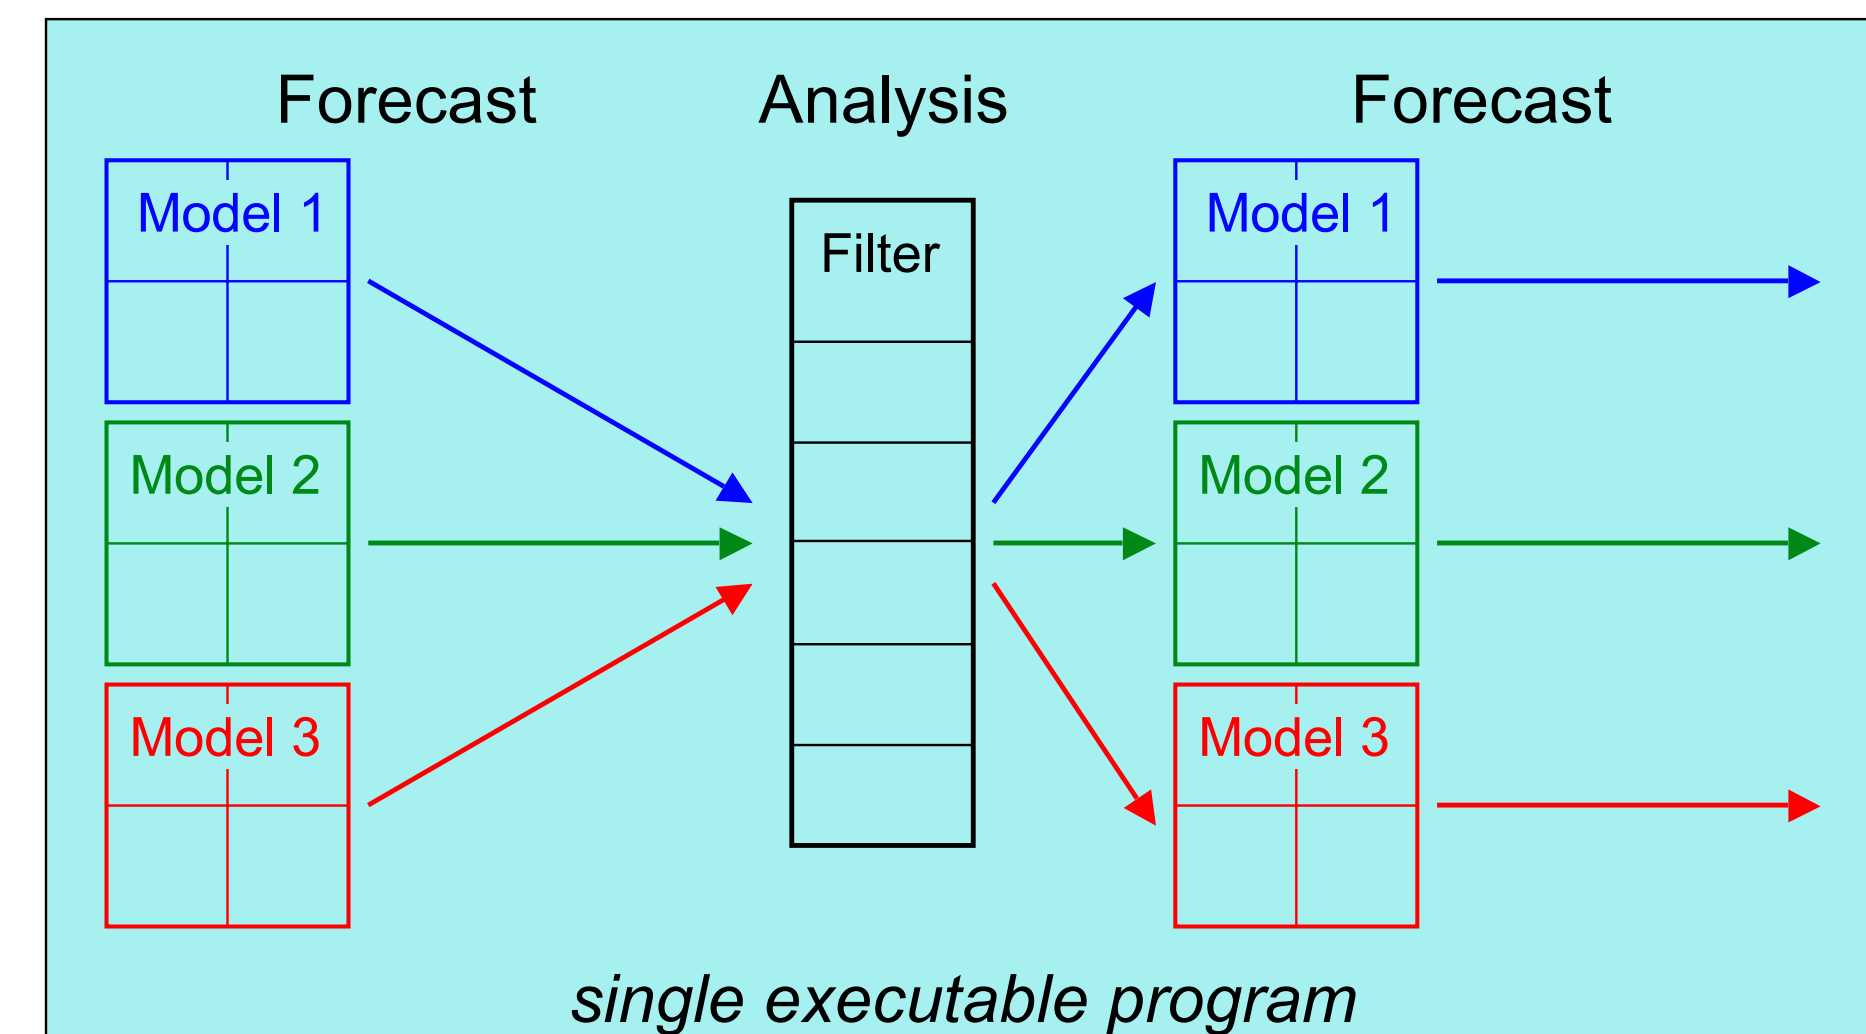 Forecast Analysis Forecast
Model 1 Model 1
Filter
Model 2 Model 2
Model 3 Model 3
single executable program